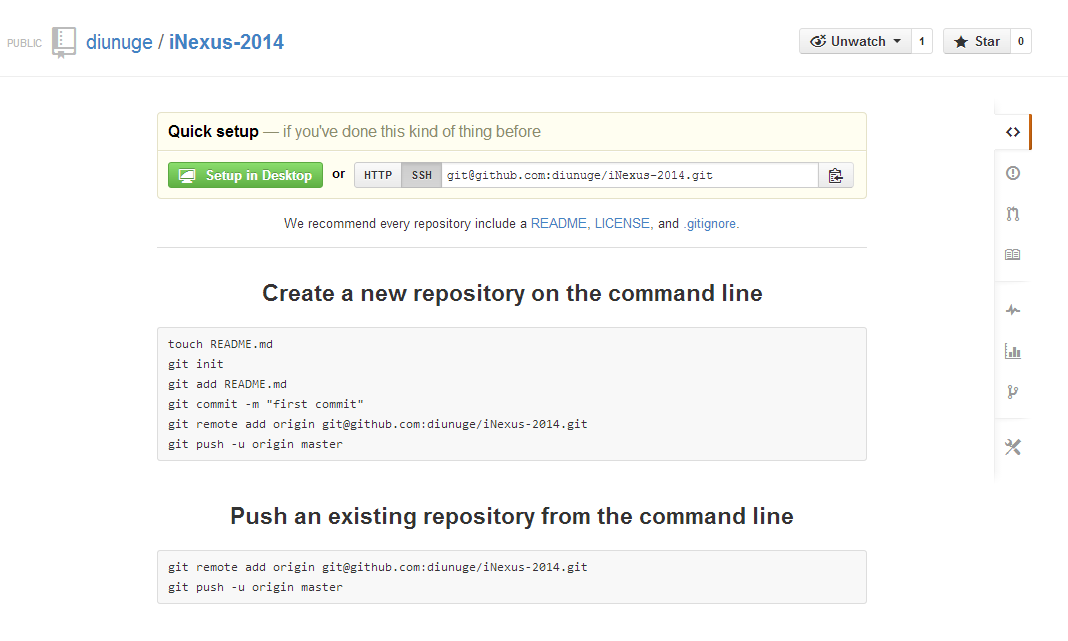 PUBLIC diunuge / iNexus-2014 Unwatch 1 Star 0
Quick setup — if you've done this kind of thing before
Setup in Desktop or HTTP SSH git@github.com:diunuge/iNexus-2014.git
We recommend every repository include a README, LICENSE, and .gitignore.
Create a new repository on the command line
touch README.md
git init
git add README.md
git commit -m "first commit"
git remote add origin git@github.com:diunuge/iNexus-2014.git
git push -u origin master
Push an existing repository from the command line
git remote add origin git@github.com:diunuge/iNexus-2014.git
git push -u origin master